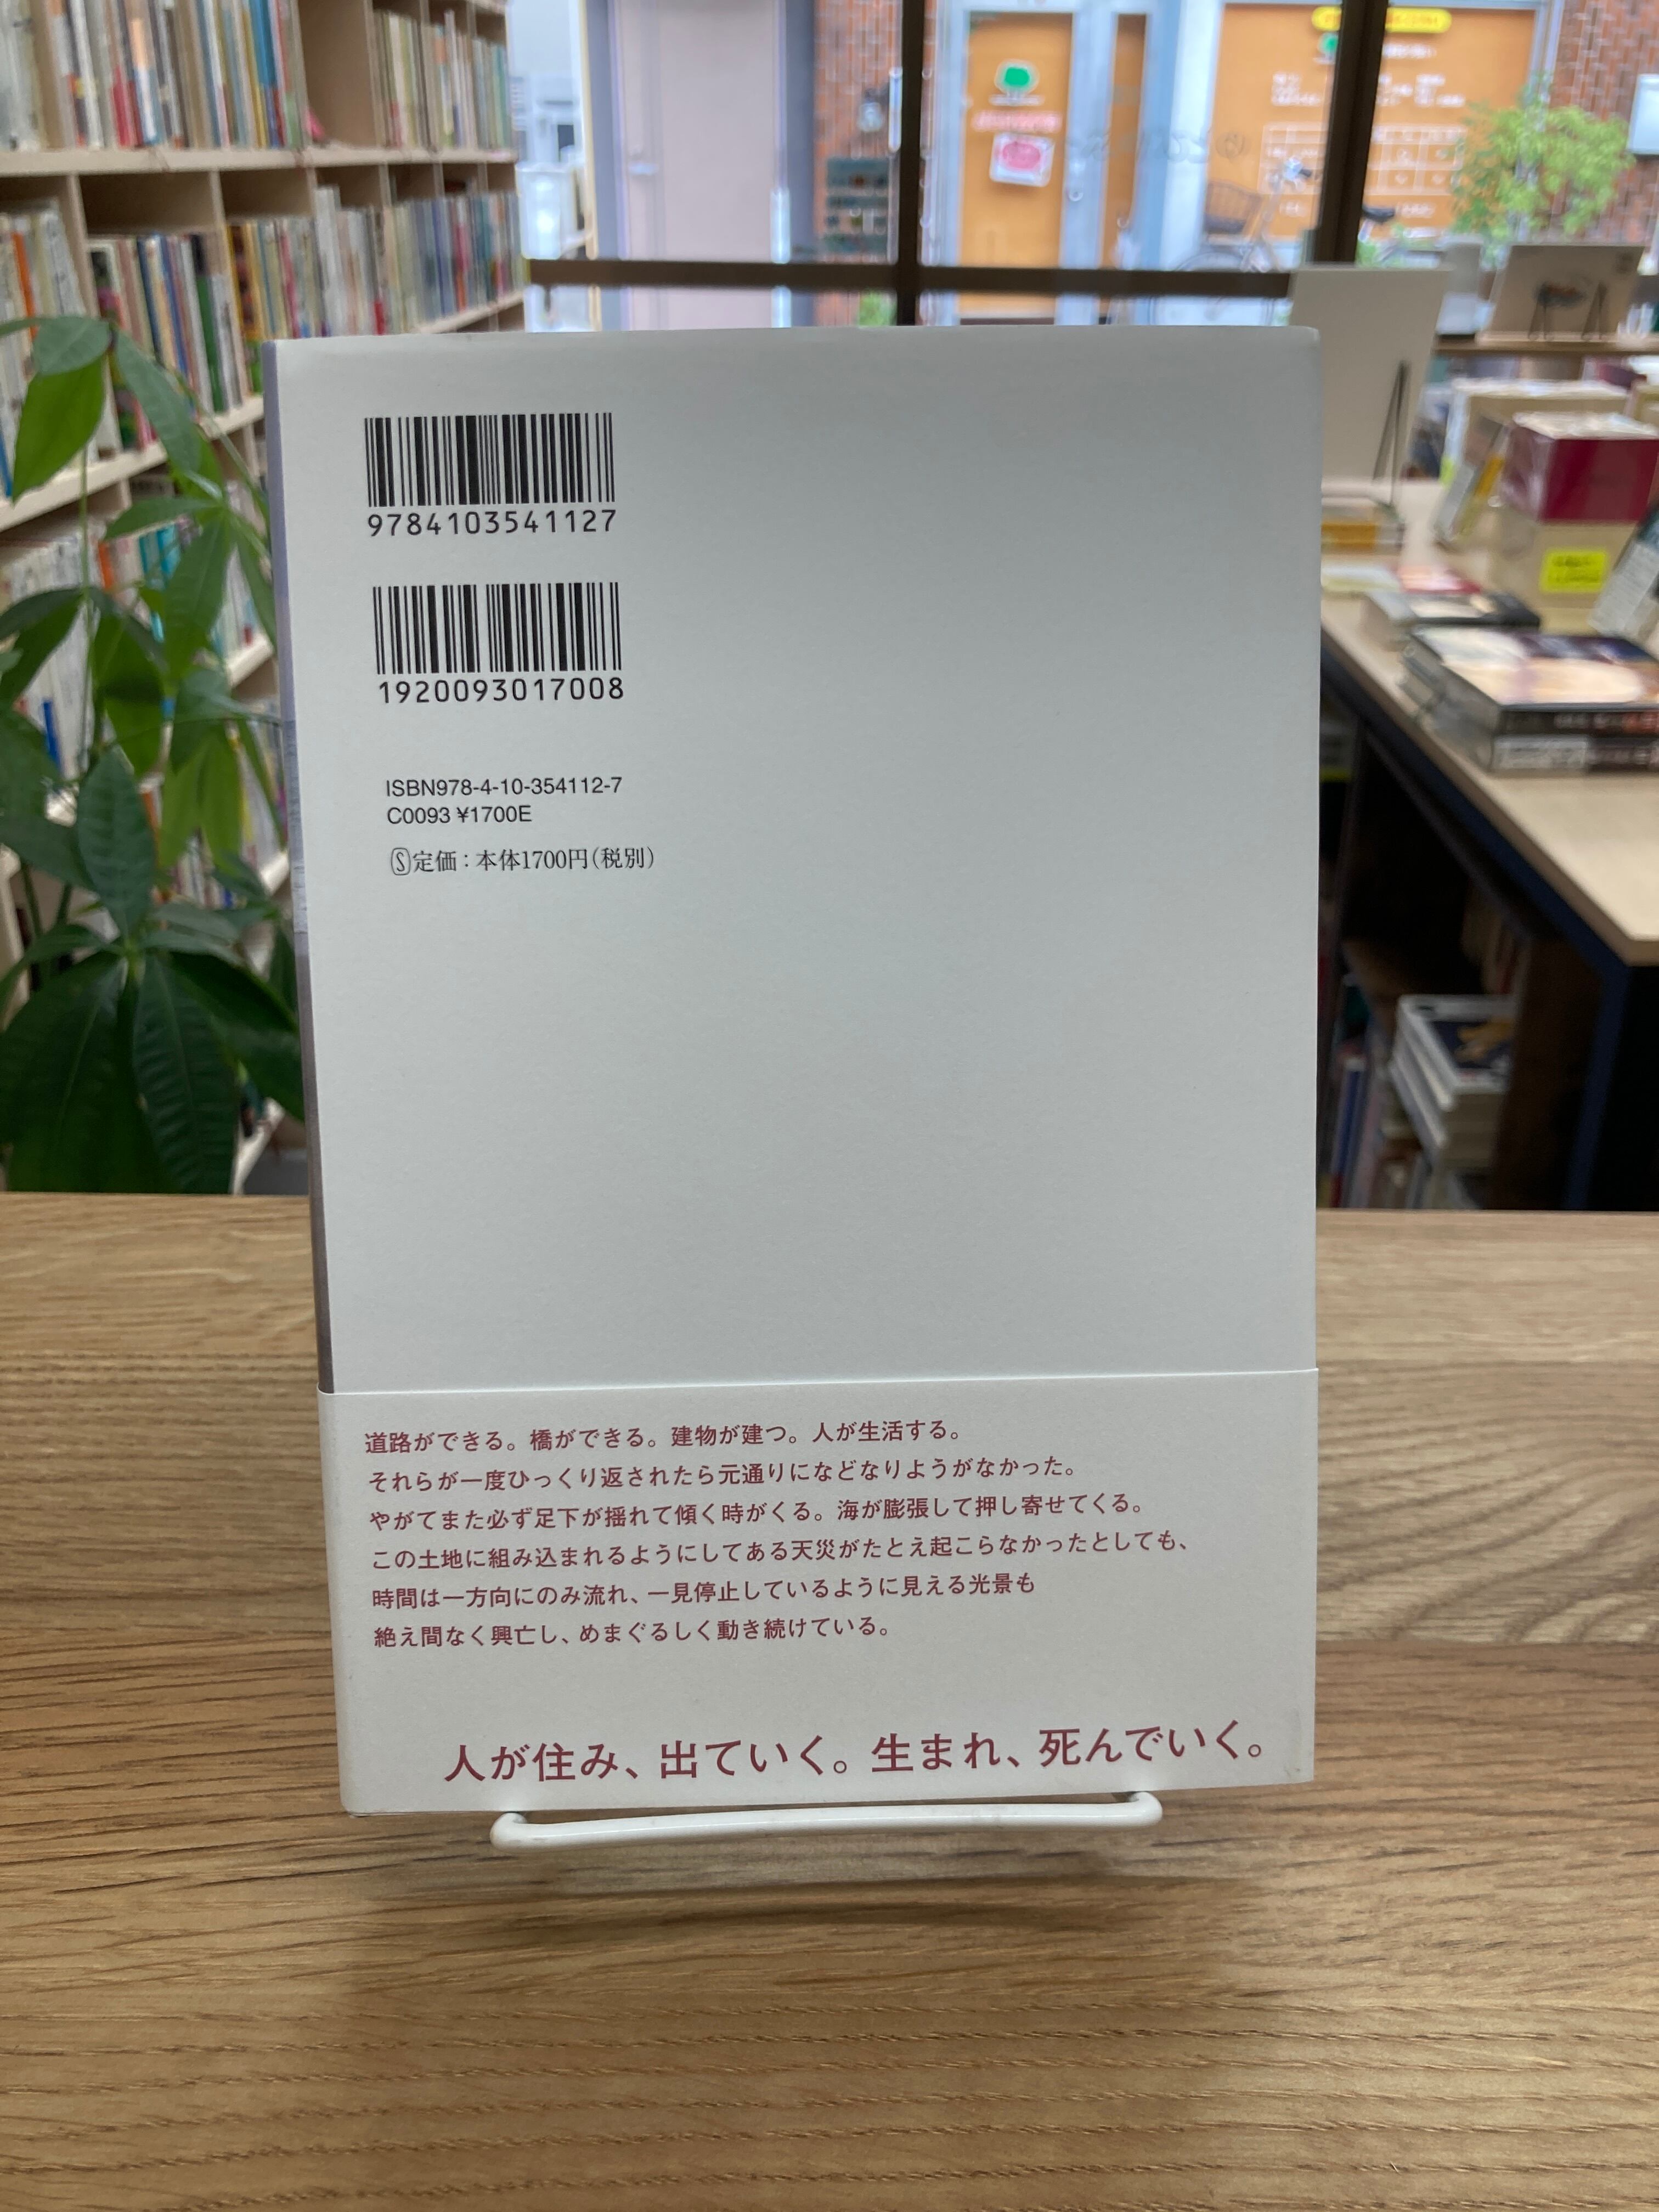 9784103541127
1920093017008
ISBN978-4-10-354112-7
C0093 ¥1700E
Ⓢ定価：本体1700円（税別）
道路ができる。橋ができる。建物が建つ。人が生活する。
それらが一度ひっくり返されたら元通りになどなりようがなかった。
やがてまた必ず足下が揺れて傾く時がくる。海が膨張して押し寄せてくる。
この土地に組み込まれるようにしてある天災がたとえ起こらなかったとしても、
時間は一方向にのみ流れ、一見停止しているように見える光景も
絶え間なく興亡し、めまぐるしく動き続けている。
人が住み、出ていく。生まれ、死んでいく。